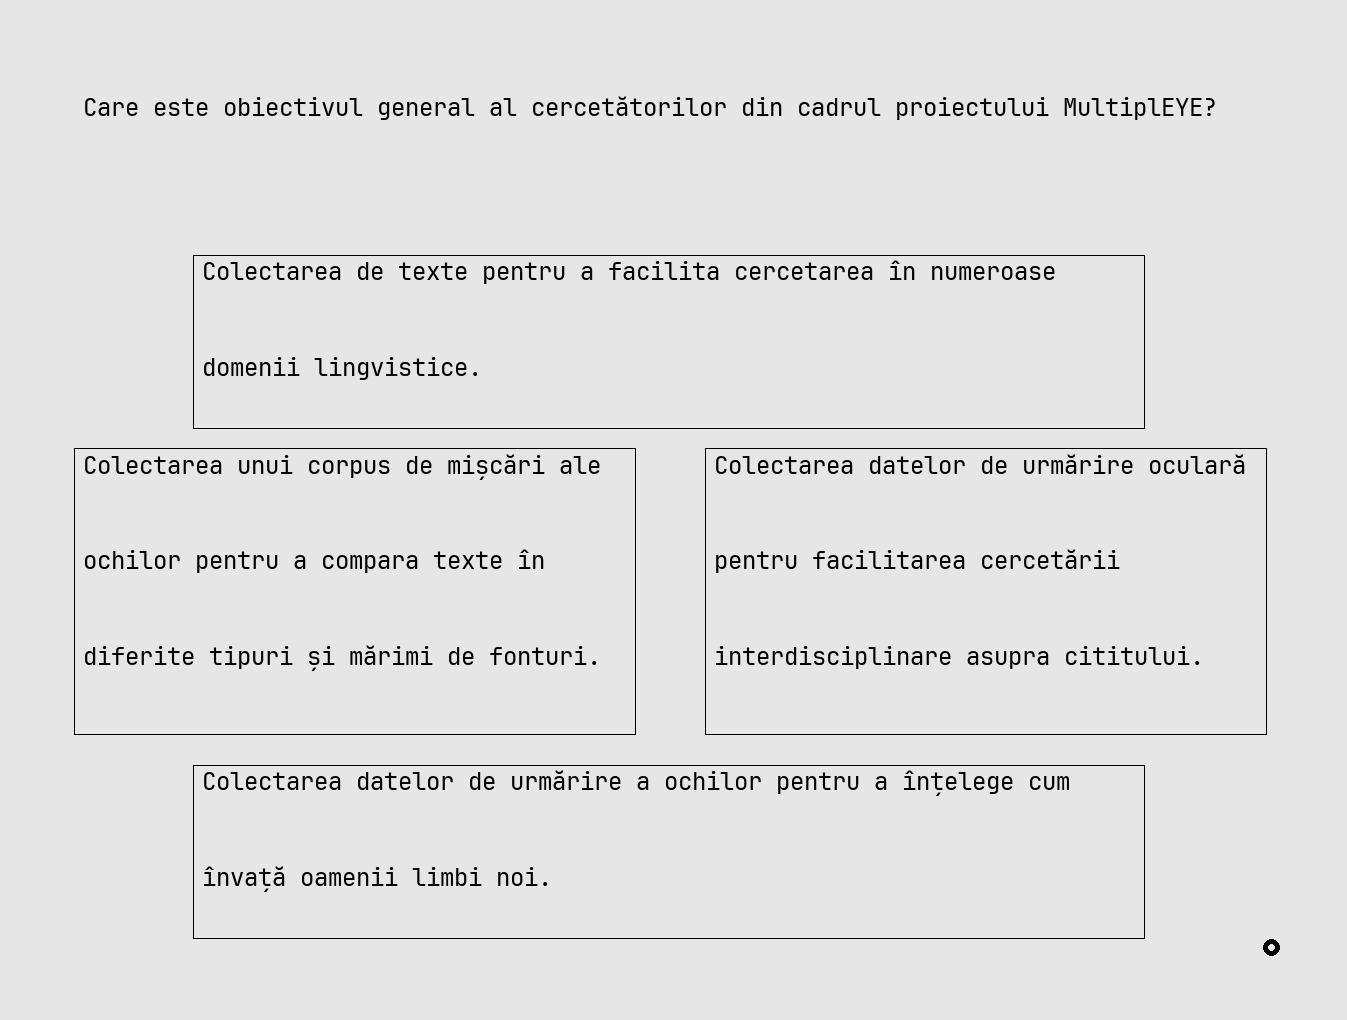 Care este obiectivul general al cercetătorilor din cadrul proiectului MultiplEYE?
Colectarea de texte pentru a facilita cercetarea în numeroase
domenii lingvistice.
Colectarea unui corpus de mișcări ale
ochilor pentru a compara texte în
diferite tipuri și mărimi de fonturi.
Colectarea datelor de urmărire oculară
pentru facilitarea cercetării
interdisciplinare asupra cititului.
Colectarea datelor de urmărire a ochilor pentru a înțelege cum
învață oamenii limbi noi.